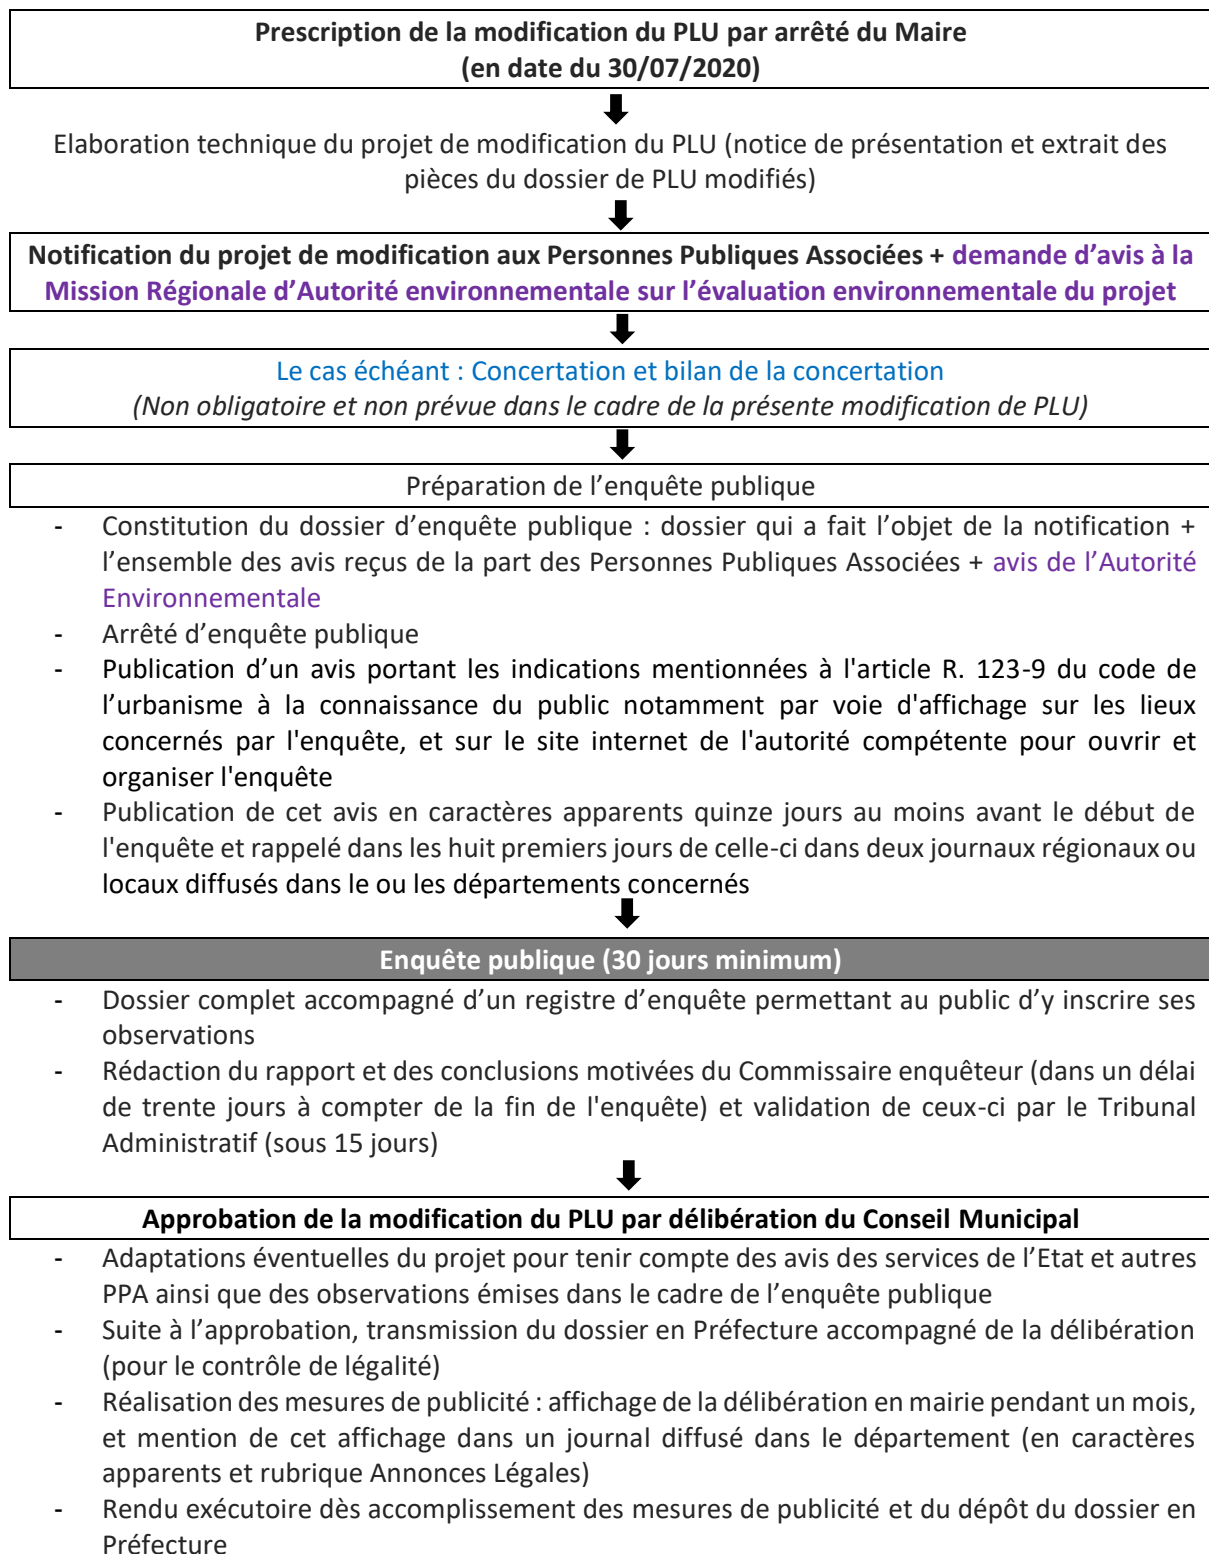 Prescription de la modification du PLU par arrêté du Maire
(en date du 30/07/2020)
Elaboration technique du projet de modification du PLU (notice de présentation et extrait des
pièces du dossier de PLU modifiés)
Notification du projet de modification aux Personnes Publiques Associées + demande d’avis à la
Mission Régionale d’Autorité environnementale sur l’évaluation environnementale du projet
Le cas échéant : Concertation et bilan de la concertation
(Non obligatoire et non prévue dans le cadre de la présente modification de PLU)
Préparation de l’enquête publique
- Constitution du dossier d’enquête publique : dossier qui a fait l’objet de la notification +
l’ensemble des avis reçus de la part des Personnes Publiques Associées + avis de l’Autorité
Environnementale
- Arrêté d’enquête publique
- Publication d’un avis portant les indications mentionnées à l'article R. 123-9 du code de
l’urbanisme à la connaissance du public notamment par voie d'affichage sur les lieux
concernés par l'enquête, et sur le site internet de l'autorité compétente pour ouvrir et
organiser l'enquête
- Publication de cet avis en caractères apparents quinze jours au moins avant le début de
l'enquête et rappelé dans les huit premiers jours de celle-ci dans deux journaux régionaux ou
locaux diffusés dans le ou les départements concernés
Enquête publique (30 jours minimum)
- Dossier complet accompagné d’un registre d’enquête permettant au public d’y inscrire ses
observations
- Rédaction du rapport et des conclusions motivées du Commissaire enquêteur (dans un délai
de trente jours à compter de la fin de l'enquête) et validation de ceux-ci par le Tribunal
Administratif (sous 15 jours)
Approbation de la modification du PLU par délibération du Conseil Municipal
- Adaptations éventuelles du projet pour tenir compte des avis des services de l’Etat et autres
PPA ainsi que des observations émises dans le cadre de l’enquête publique
- Suite à l’approbation, transmission du dossier en Préfecture accompagné de la délibération
(pour le contrôle de légalité)
- Réalisation des mesures de publicité : affichage de la délibération en mairie pendant un mois,
et mention de cet affichage dans un journal diffusé dans le département (en caractères
apparents et rubrique Annonces Légales)
- Rendu exécutoire dès accomplissement des mesures de publicité et du dépôt du dossier en
Préfecture